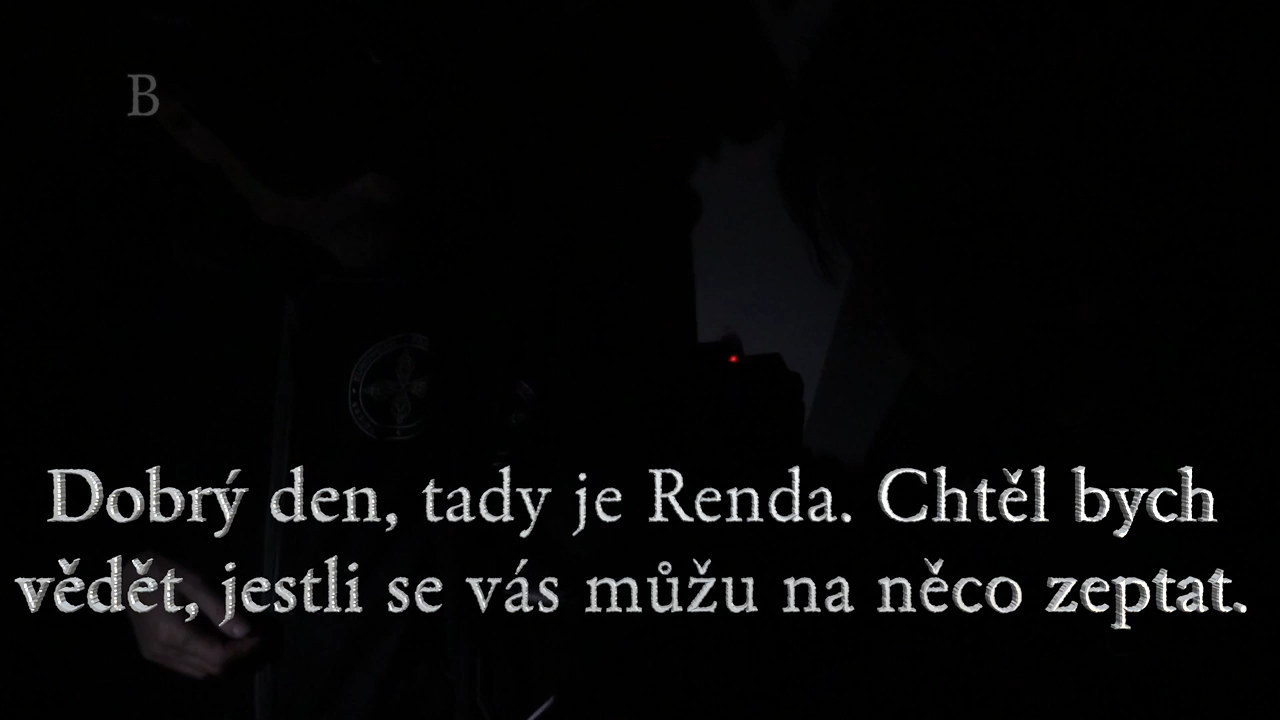 B
Dobrý den, tady je Renda. Chtěl bych
vědět, jestli se vás můžu na něco zeptat.